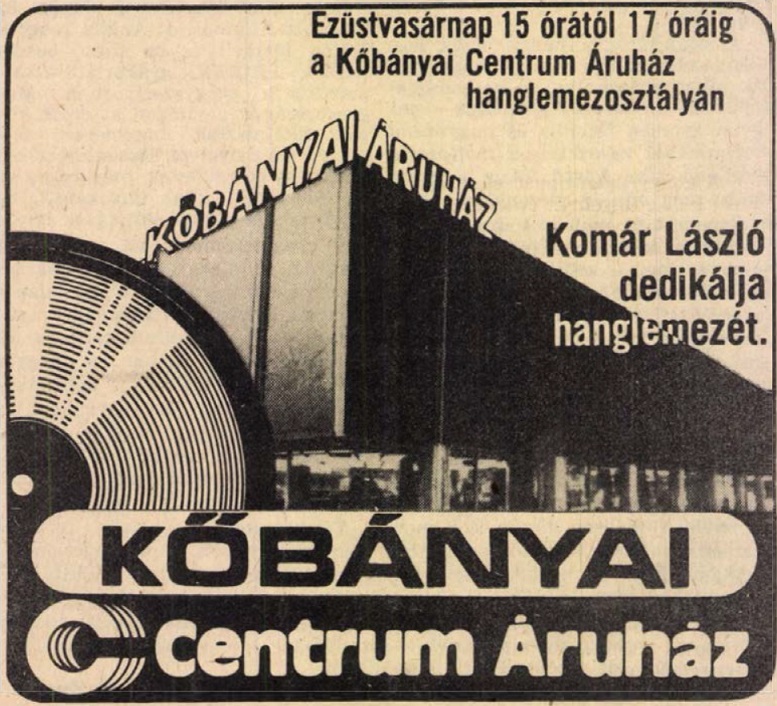 Ezüstvasárnap 15 órától 17 óráig
a Kőbányai Centrum Áruház
hanglemezosztályán
KŐBÁNYAI ÁRUHÁZ
Komár László
dedikálja
hanglemezét.
KŐBÁNYAI
Centrum Áruház